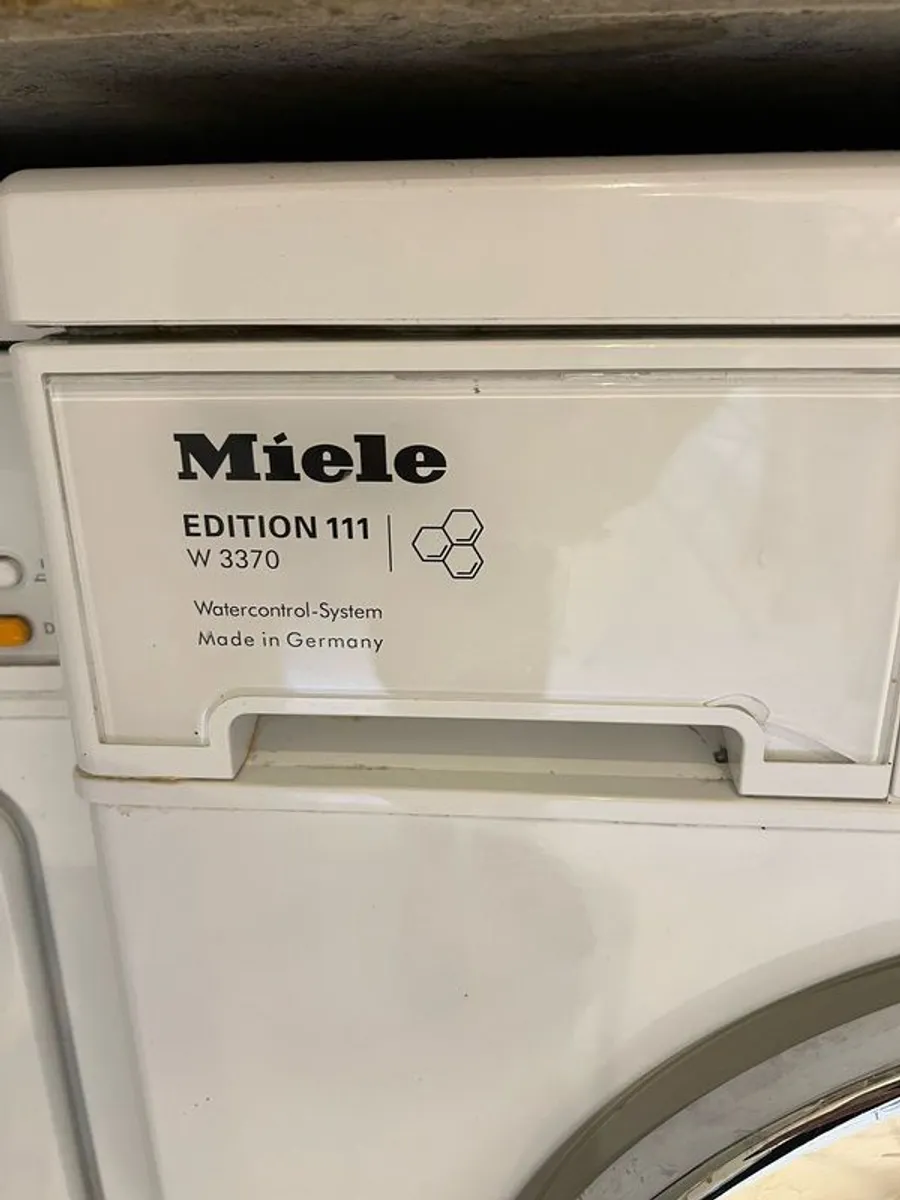 Miele
EDITION 111
W 3370
Watercontrol-System
Made in Germany
D